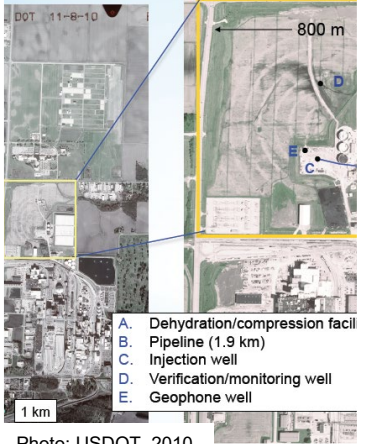 DOT 11-8-10
800 m
D
E
C
A. Dehydration/compression facili
B. Pipeline (1.9 km)
C. Injection well
D. Verification/monitoring well
E. Geophone well
1 km
Photo: USDOT, 2010